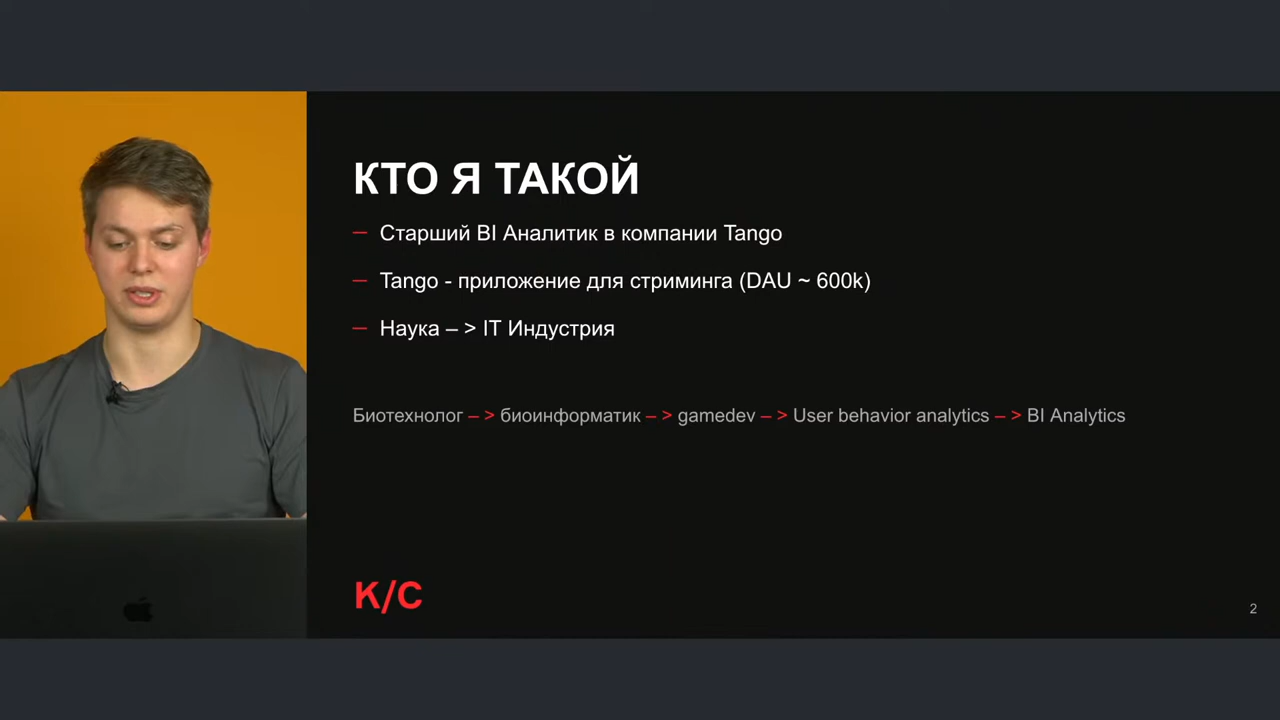 КТО Я ТАКОЙ
— Старший BI Аналитик в компании Tango
— Tango - приложение для стриминга (DAU ~ 600k)
— Наука – > IT Индустрия
Биотехнолог – > биоинформатик – > gamedev – > User behavior analytics – > BI Analytics
K/C
2